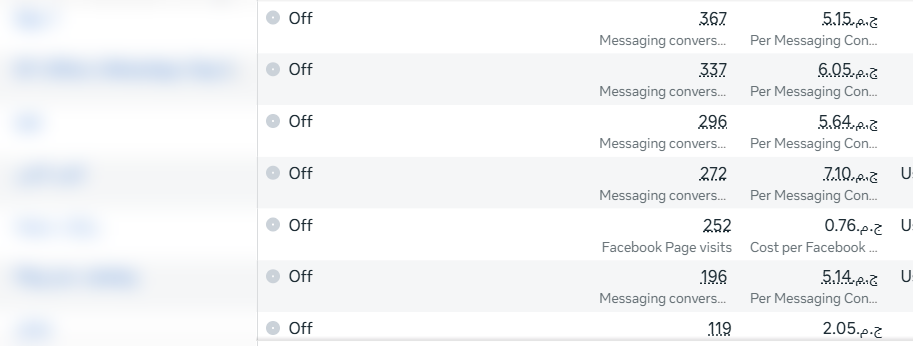 Off 367 ج.م.5.15
Messaging convers... Per Messaging Con...
Off 337 ج.م.6.05
Messaging convers... Per Messaging Con...
Off 296 ج.م.5.64
Messaging convers... Per Messaging Con...
Off 272 ج.م.7.10
Messaging convers... Per Messaging Con...
Off 252 ج.م.0.76
Facebook Page visits Cost per Facebook ...
Off 196 ج.م.5.14
Messaging convers... Per Messaging Con...
Off 119 ج.م.2.05